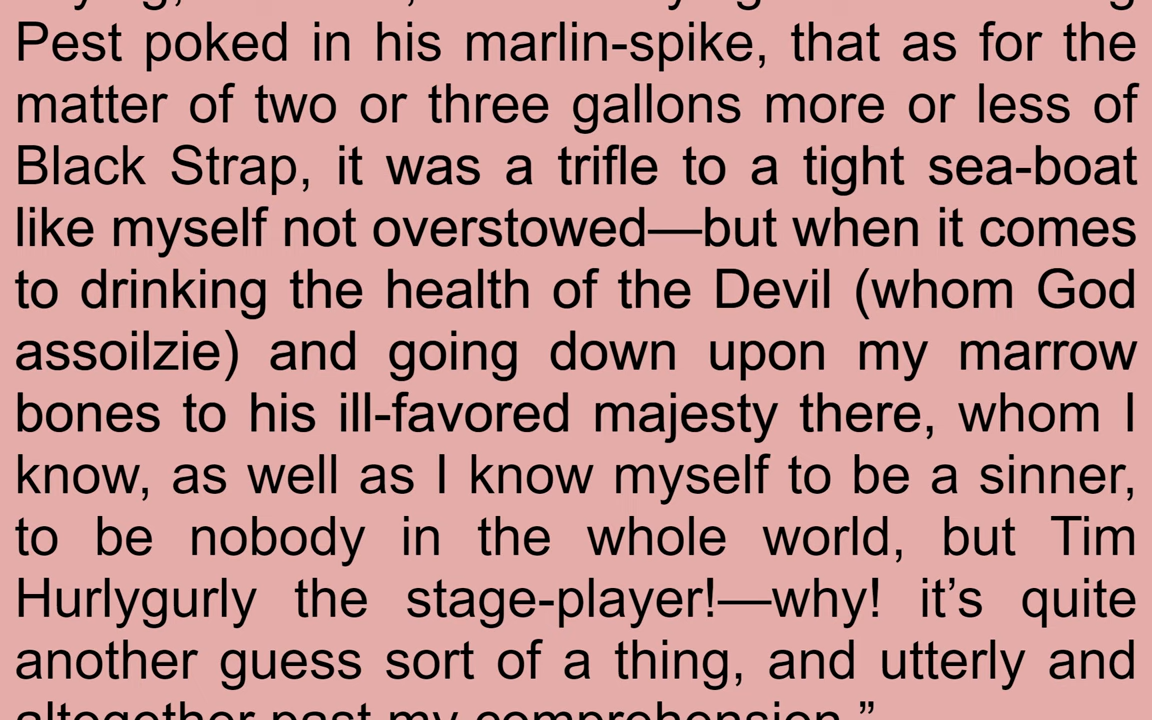 Pest poked in his marlin-spike, that as for the
matter of two or three gallons more or less of
Black Strap, it was a trifle to a tight sea-boat
like myself not overstowed—but when it comes
to drinking the health of the Devil (whom God
assoilzie) and going down upon my marrow
bones to his ill-favored majesty there, whom I
know, as well as I know myself to be a sinner,
to be nobody in the whole world, but Tim
Hurlygurly the stage-player!—why! it’s quite
another guess sort of a thing, and utterly and
altogether past my comprehension.”